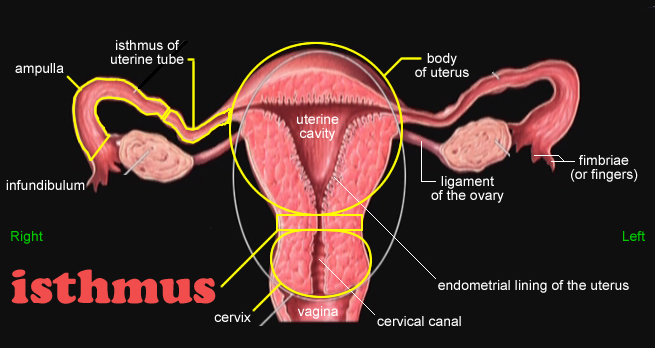 isthmus of
uterine tube
ampulla
body
of uterus
uterine
cavity
fimbriae
(or fingers)
infundibulum
ligament
of the ovary
Right
Left
isthmus
endometrial lining of the uterus
cervix
vagina
cervical canal